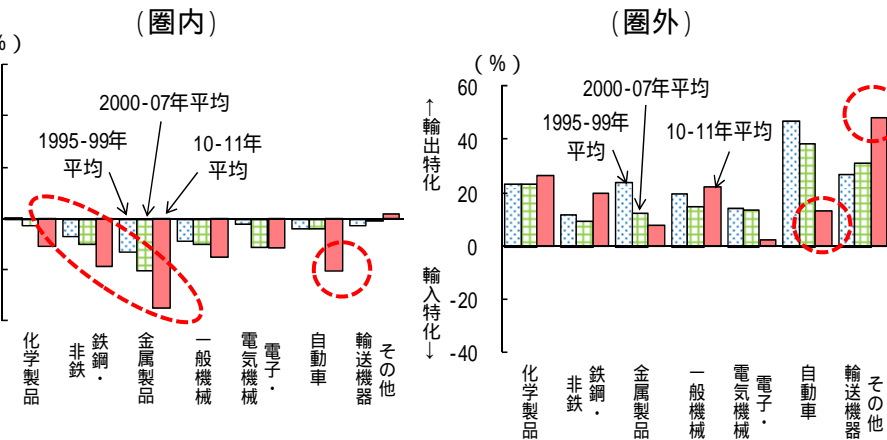 （圏内）
％）
2000-07年平均
1995-99年
平均
10-11年
平均
化学製品
鉄鋼・
非鉄
金属製品
一般機械
電子・
電気機械
自動車
その他
輸送機器
（圏外）
（％）
60
40
20
0
-20
-40
←輸出特化
輸入特化→
2000-07年平均
1995-99年
平均
10-11年平均
化学製品
鉄鋼・
非鉄
金属製品
一般機械
電子・
電気機械
自動車
その他
輸送機器